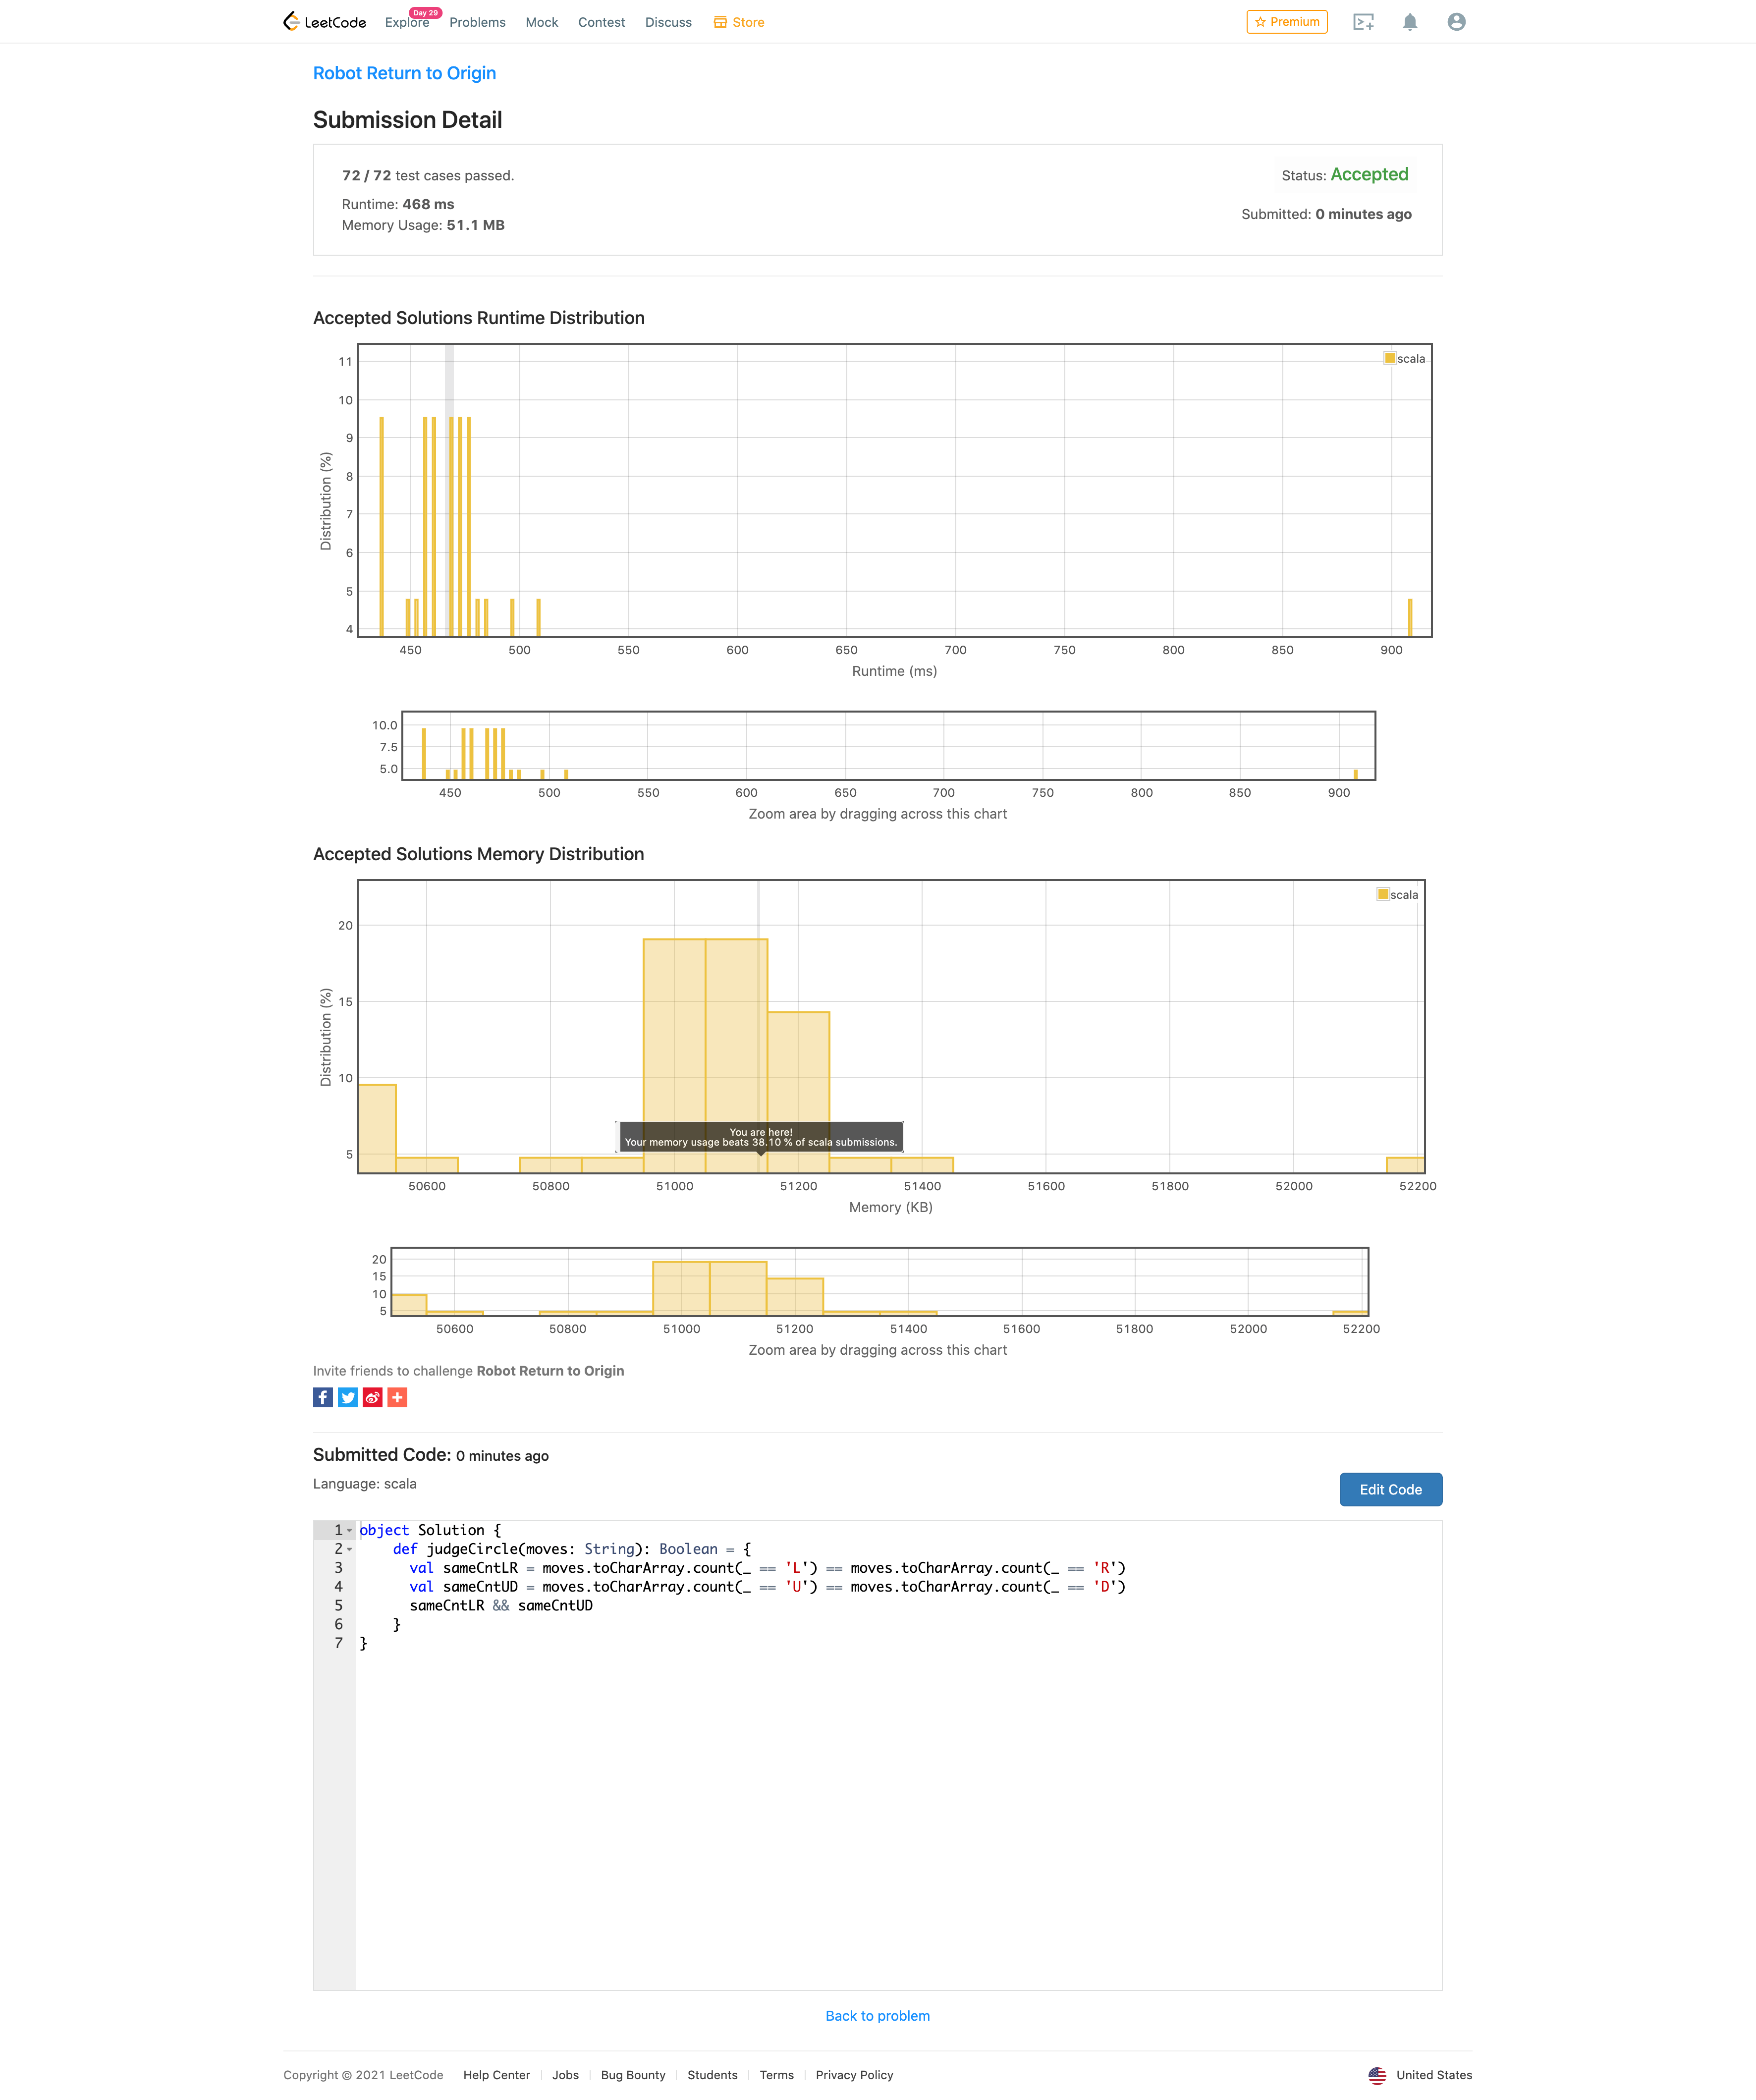 LeetCode Explore Day 29 Problems Mock Contest Discuss Store Premium
Robot Return to Origin
Submission Detail
72 / 72 test cases passed. Status: Accepted
Runtime: 468 ms
Submitted: 0 minutes ago
Memory Usage: 51.1 MB
Accepted Solutions Runtime Distribution
scala
11
10
9
8
7
6
5
4
Distribution (%)
450 500 550 600 650 700 750 800 850 900
Runtime (ms)
10.0
7.5
5.0
450 500 550 600 650 700 750 800 850 900
Zoom area by dragging across this chart
Accepted Solutions Memory Distribution
scala
20
15
10
5
Distribution (%)
You are here!
Your memory usage beats 38.10 % of scala submissions.
50600 50800 51000 51200 51400 51600 51800 52000 52200
Memory (KB)
20
15
10
5
50600 50800 51000 51200 51400 51600 51800 52000 52200
Zoom area by dragging across this chart
Invite friends to challenge Robot Return to Origin
Submitted Code: 0 minutes ago
Language: scala
Edit Code
1 object Solution {
2     def judgeCircle(moves: String): Boolean = {
3       val sameCntLR = moves.toCharArray.count(_ == 'L') == moves.toCharArray.count(_ == 'R')
4       val sameCntUD = moves.toCharArray.count(_ == 'U') == moves.toCharArray.count(_ == 'D')
5       sameCntLR && sameCntUD
6     }
7 }
Back to problem
Copyright © 2021 LeetCode Help Center Jobs Bug Bounty Students Terms Privacy Policy United States